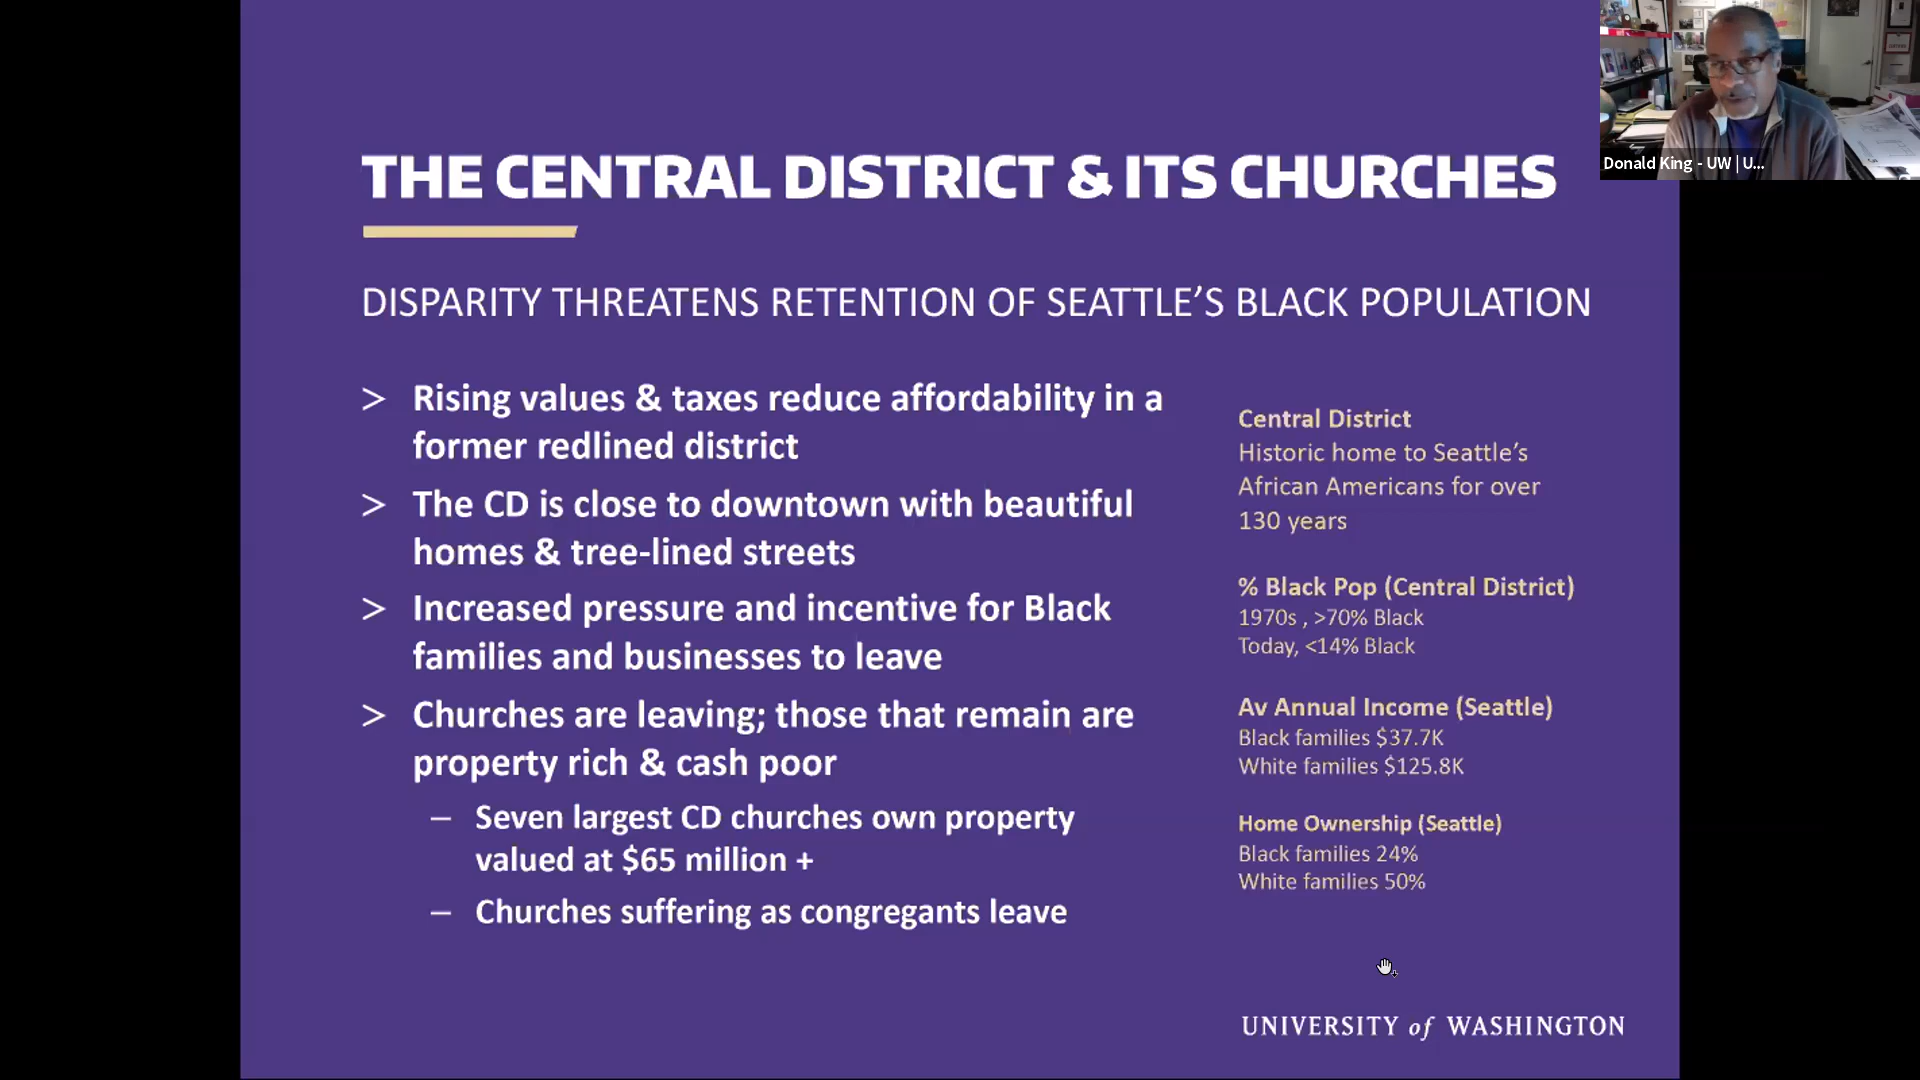 THE CENTRAL DISTRICT & ITS CHURCHES
DISPARITY THREATENS RETENTION OF SEATTLE’S BLACK POPULATION
> Rising values & taxes reduce affordability in a
former redlined district
> The CD is close to downtown with beautiful
homes & tree-lined streets
> Increased pressure and incentive for Black
families and businesses to leave
> Churches are leaving; those that remain are
property rich & cash poor
– Seven largest CD churches own property
valued at $65 million +
– Churches suffering as congregants leave
Central District
Historic home to Seattle’s
African Americans for over
130 years
% Black Pop (Central District)
1970s , >70% Black
Today, <14% Black
Av Annual Income (Seattle)
Black families $37.7K
White families $125.8K
Home Ownership (Seattle)
Black families 24%
White families 50%
UNIVERSITY of WASHINGTON
Donald King - UW | U...